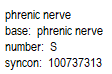 phrenic nerve
base:  phrenic nerve
number:  S
syncon:  100737313